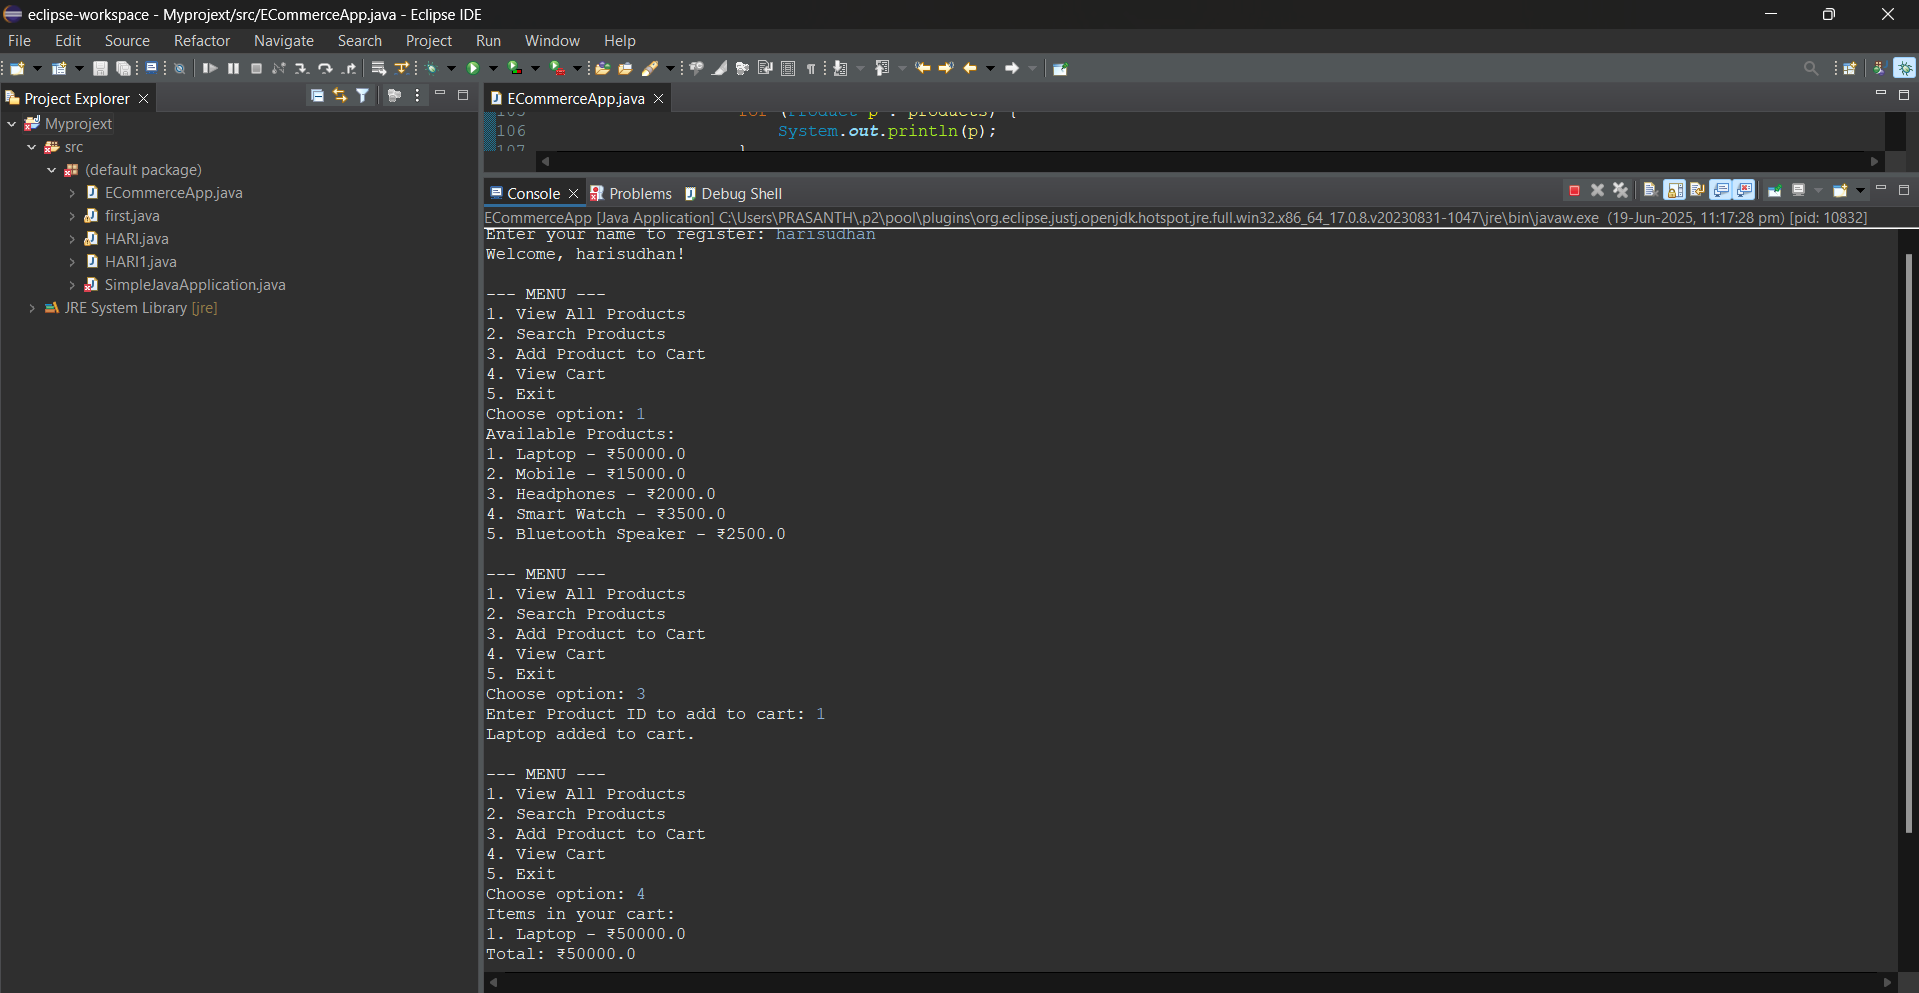 eclipse-workspace - Myprojext/src/ECommerceApp.java - Eclipse IDE
File Edit Source Refactor Navigate Search Project Run Window Help
Project Explorer
ECommerceApp.java
Myprojext
src
(default package)
ECommerceApp.java
first.java
HARI.java
HARI1.java
SimpleJavaApplication.java
JRE System Library [jre]
106 System.out.println(p);
107 }
Console Problems Debug Shell
ECommerceApp [Java Application] C:\Users\PRASANTH\.p2\pool\plugins\org.eclipse.justj.openjdk.hotspot.jre.full.win32.x86_64_17.0.8.v20230831-1047\jre\bin\javaw.exe (19-Jun-2025, 11:17:28 pm) [pid: 10832]
Enter your name to register: harisudhan
Welcome, harisudhan!
--- MENU ---
1. View All Products
2. Search Products
3. Add Product to Cart
4. View Cart
5. Exit
Choose option: 1
Available Products:
1. Laptop - ₹50000.0
2. Mobile - ₹15000.0
3. Headphones - ₹2000.0
4. Smart Watch - ₹3500.0
5. Bluetooth Speaker - ₹2500.0
--- MENU ---
1. View All Products
2. Search Products
3. Add Product to Cart
4. View Cart
5. Exit
Choose option: 3
Enter Product ID to add to cart: 1
Laptop added to cart.
--- MENU ---
1. View All Products
2. Search Products
3. Add Product to Cart
4. View Cart
5. Exit
Choose option: 4
Items in your cart:
1. Laptop - ₹50000.0
Total: ₹50000.0